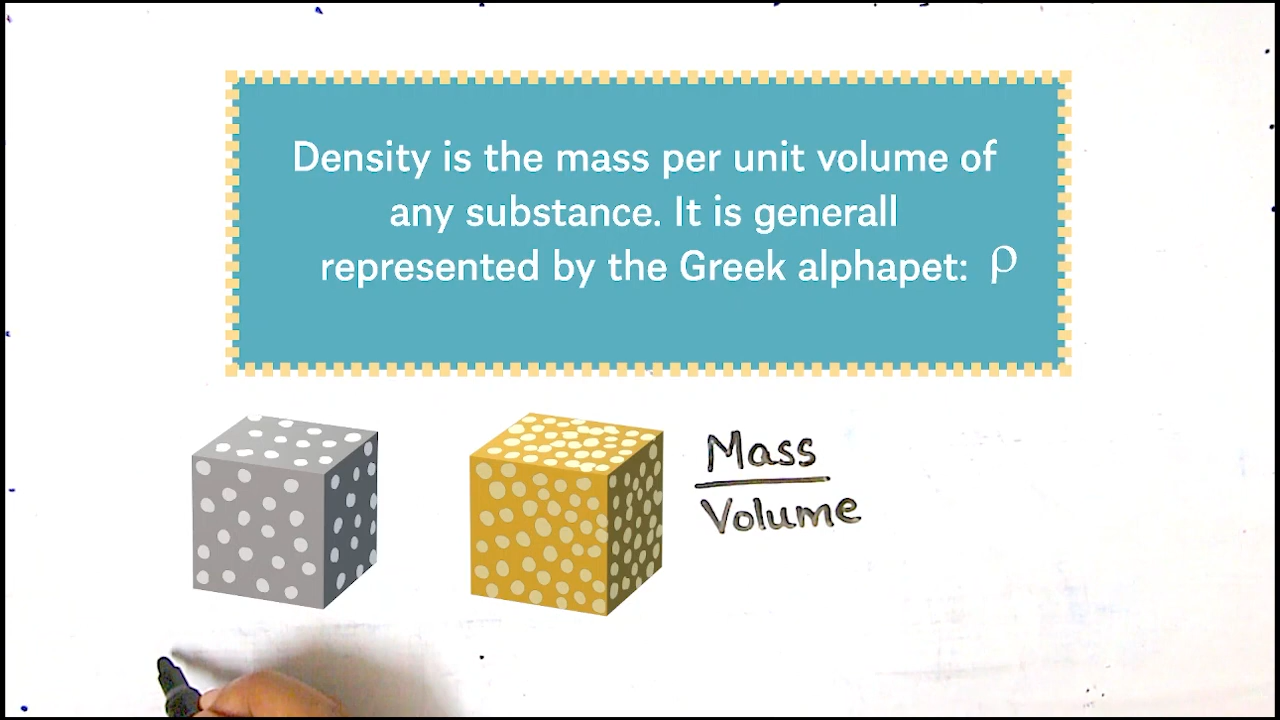 Density is the mass per unit volume of
any substance. It is generall
represented by the Greek alphapet: ρ
Mass
Volume